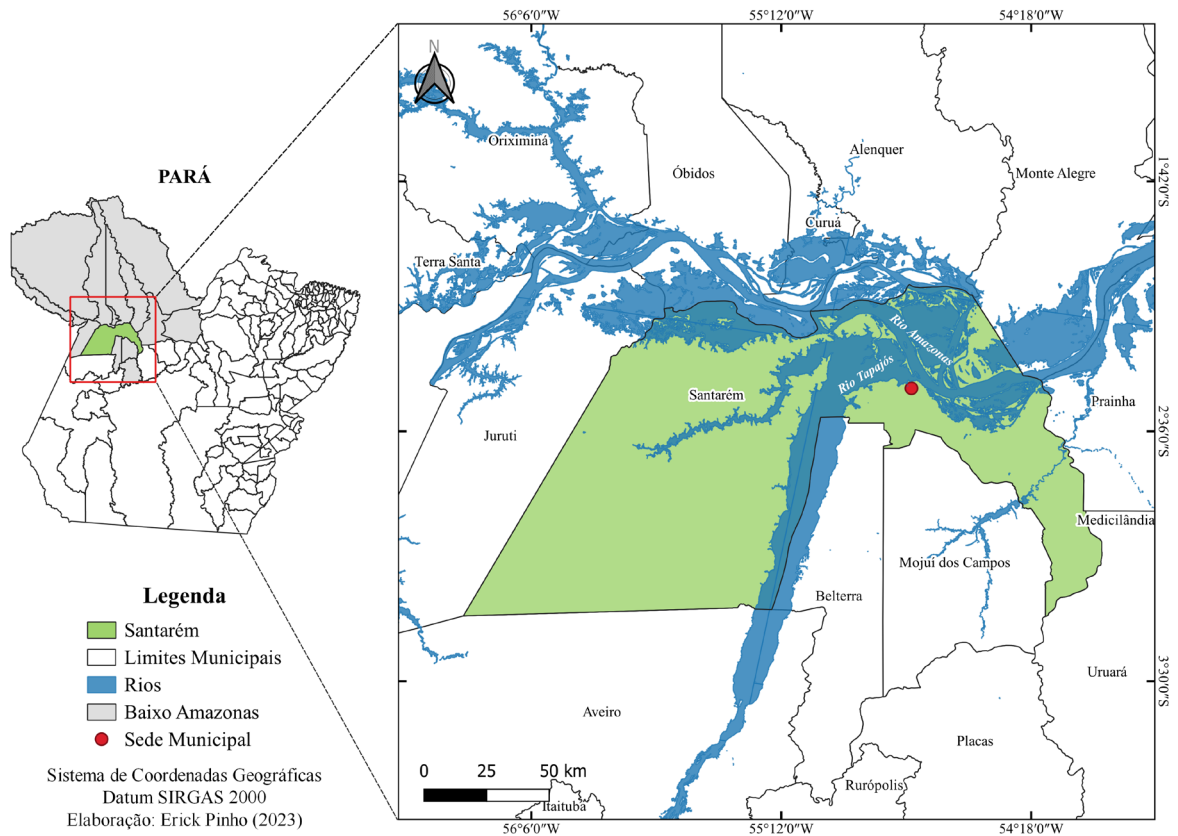 56°6'0"W 55°12'0"W 54°18'0"W
N
PARÁ
Oriximiná
Óbidos
Alenquer
Monte Alegre
1°42'0"S
Curuá
Terra Santa
Rio Amazonas
Rio Tapajós
Santarém
Prainha
Juruti
2°36'0"S
Medicilândia
Mojuí dos Campos
Belterra
Uruará
3°30'0"S
Aveiro
Placas
Rurópolis
Itaituba
0 25 50 km
56°6'0"W 55°12'0"W 54°18'0"W
Legenda
Santarém
Limites Municipais
Rios
Baixo Amazonas
Sede Municipal
Sistema de Coordenadas Geográficas
Datum SIRGAS 2000
Elaboração: Erick Pinho (2023)